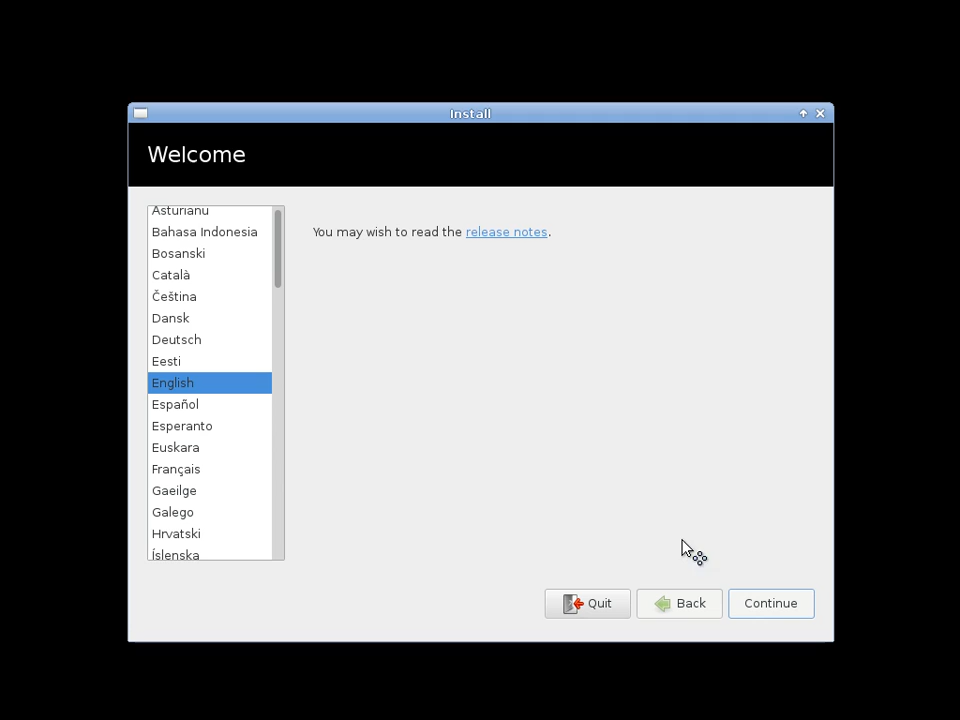 Install
Welcome
Asturianu
Bahasa Indonesia
Bosanski
Català
Čeština
Dansk
Deutsch
Eesti
English
Español
Esperanto
Euskara
Français
Gaeilge
Galego
Hrvatski
Íslenska
You may wish to read the release notes.
Quit
Back
Continue